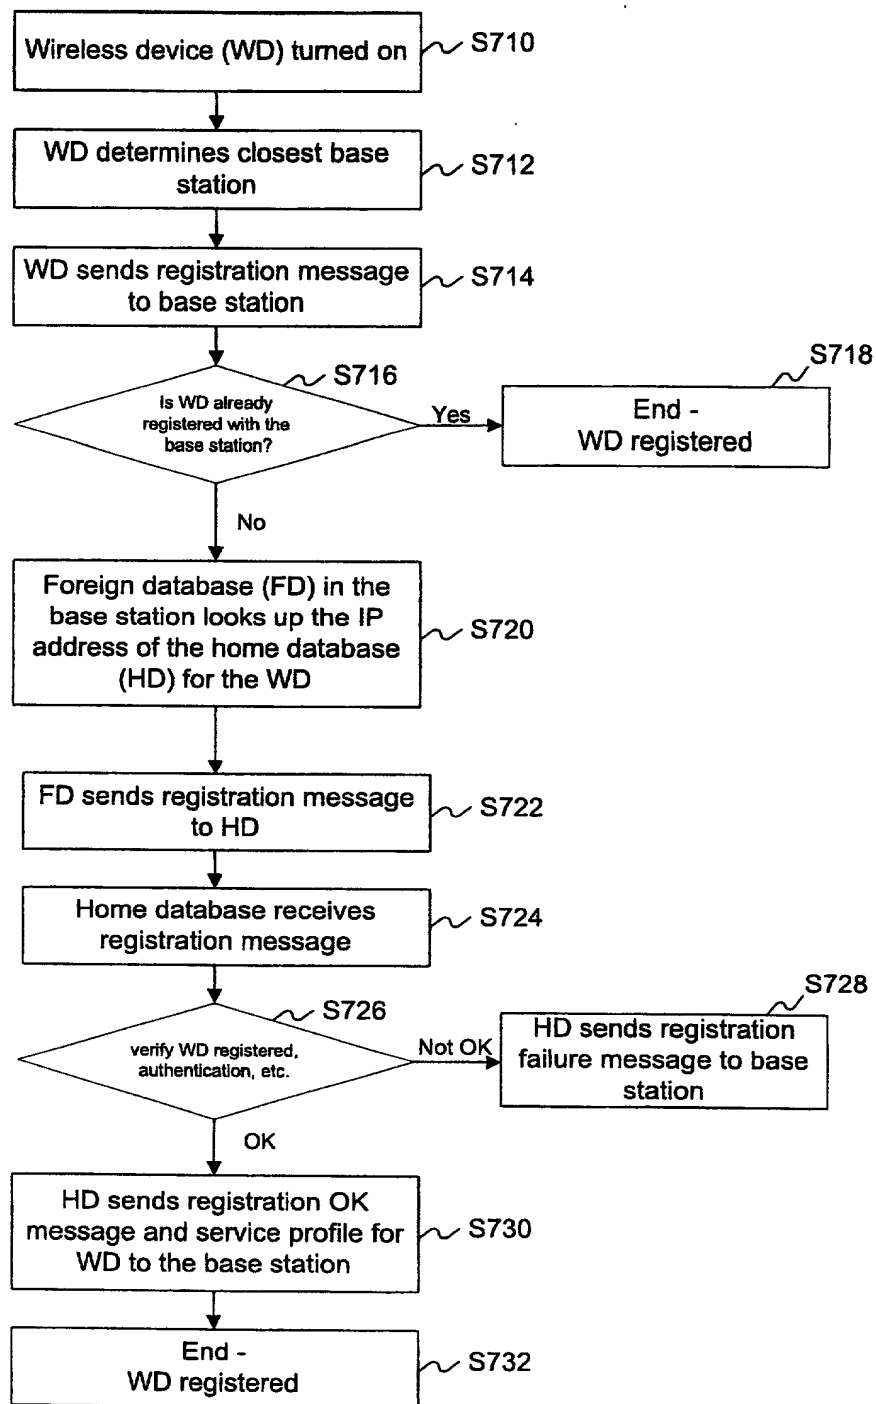 Wireless device (WD) turned on
S710
WD determines closest base
station
S712
WD sends registration message
to base station
S714
S716
Is WD already
registered with the
base station?
Yes
S718
End -
WD registered
No
Foreign database (FD) in the
base station looks up the IP
address of the home database
(HD) for the WD
S720
FD sends registration message
to HD
S722
Home database receives
registration message
S724
S726
verify WD registered,
authentication, etc.
Not OK
S728
HD sends registration
failure message to base
station
OK
HD sends registration OK
message and service profile for
WD to the base station
S730
End -
WD registered
S732